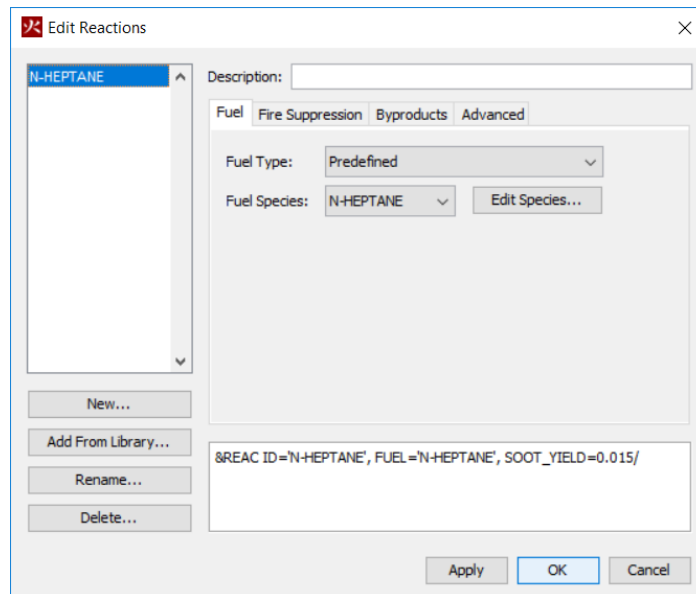 火 Edit Reactions
N-HEPTANE
Description:
Fuel Fire Suppression Byproducts Advanced
Fuel Type: Predefined
Fuel Species: N-HEPTANE Edit Species...
New...
Add From Library...
Rename...
Delete...
&REAC ID='N-HEPTANE', FUEL='N-HEPTANE', SOOT_YIELD=0.015/
Apply OK Cancel